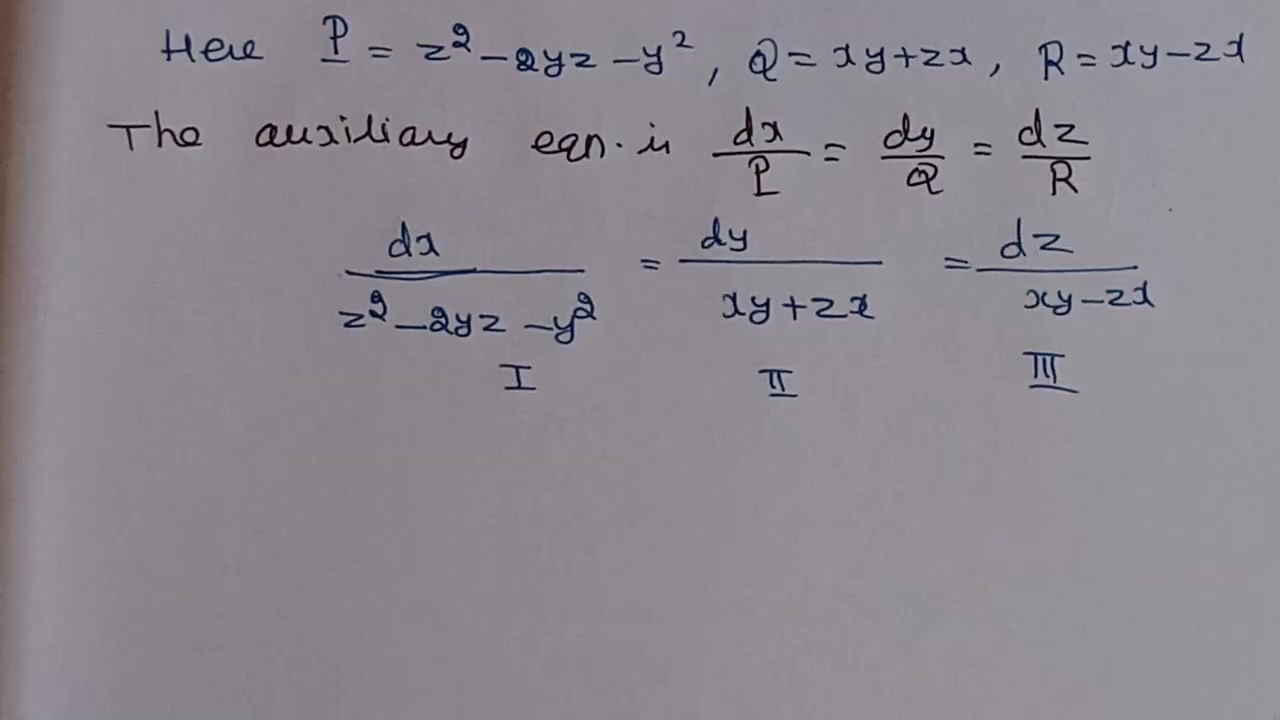 Here P = z² - 2yz - y², Q = xy + zx, R = xy - zx
The auxiliary eqn. is dx/P = dy/Q = dz/R
dx/(z² - 2yz - y²) = dy/(xy + zx) = dz/(xy - zx)
I II III